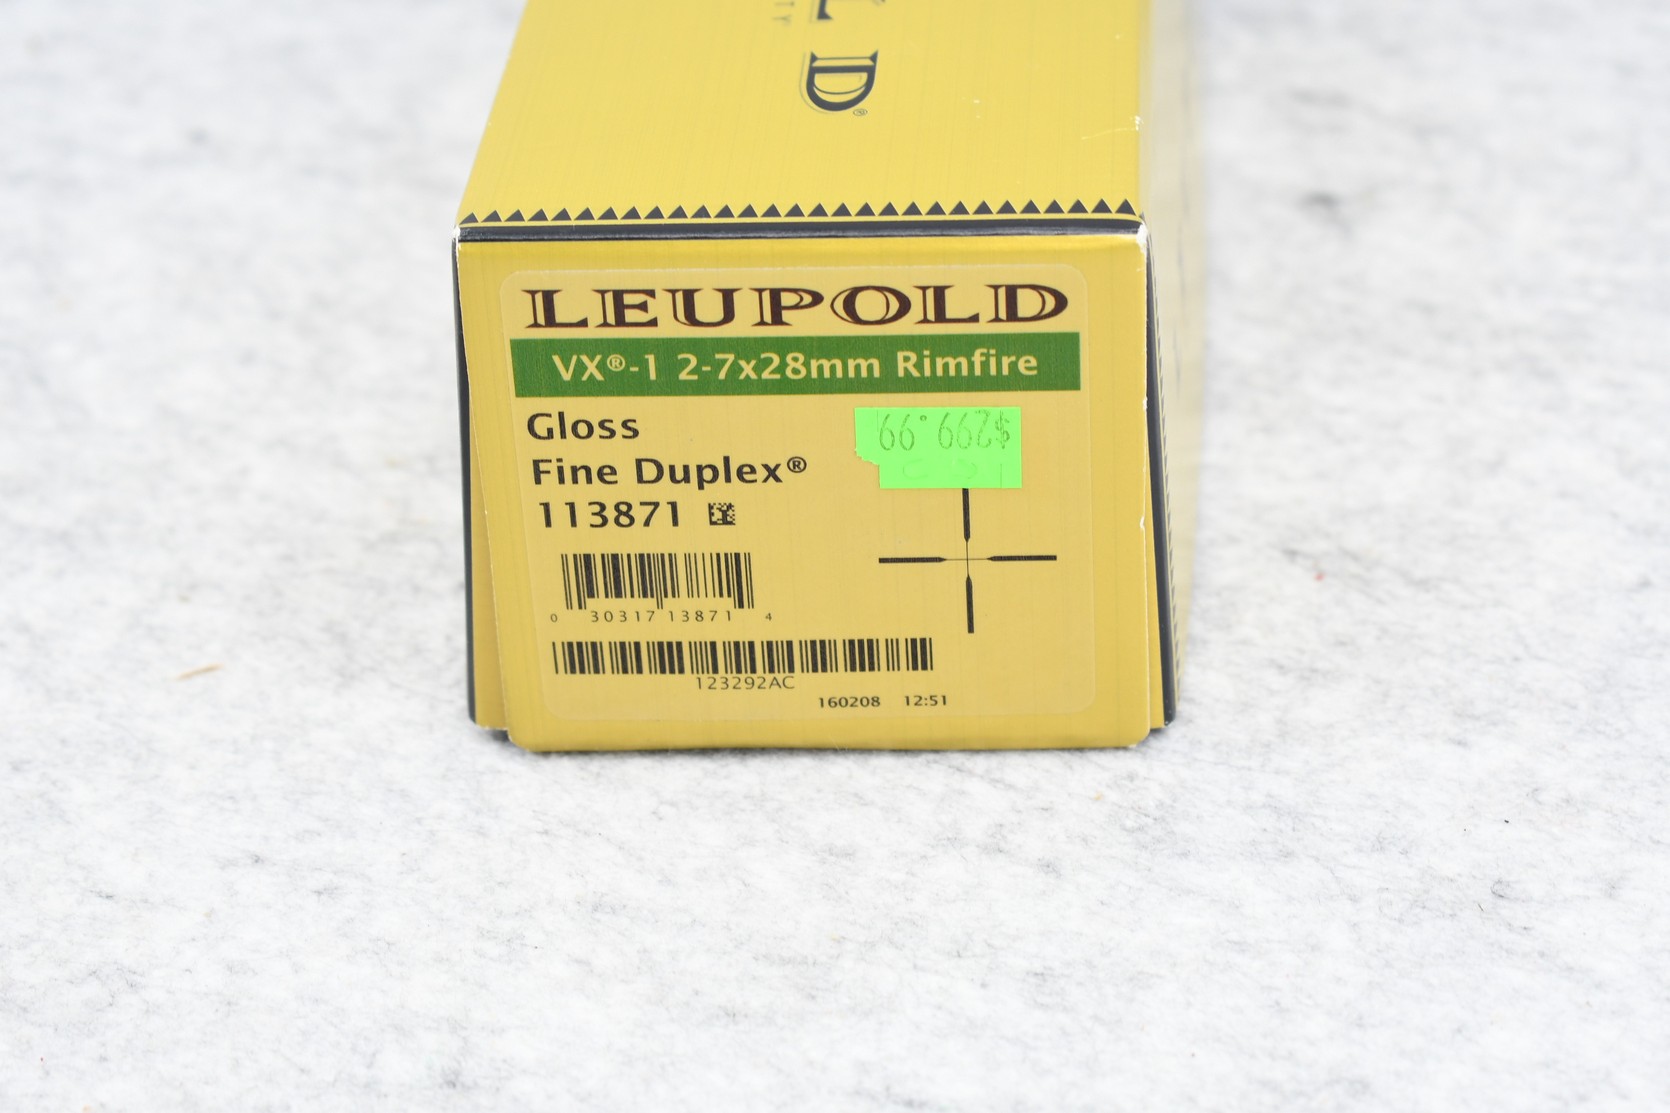 L D®
TY
LEUPOLD
VX®-1 2-7x28mm Rimfire
Gloss
$299.99
Fine Duplex®
113871
0 30317 13871 4
123292AC
160208 12:51